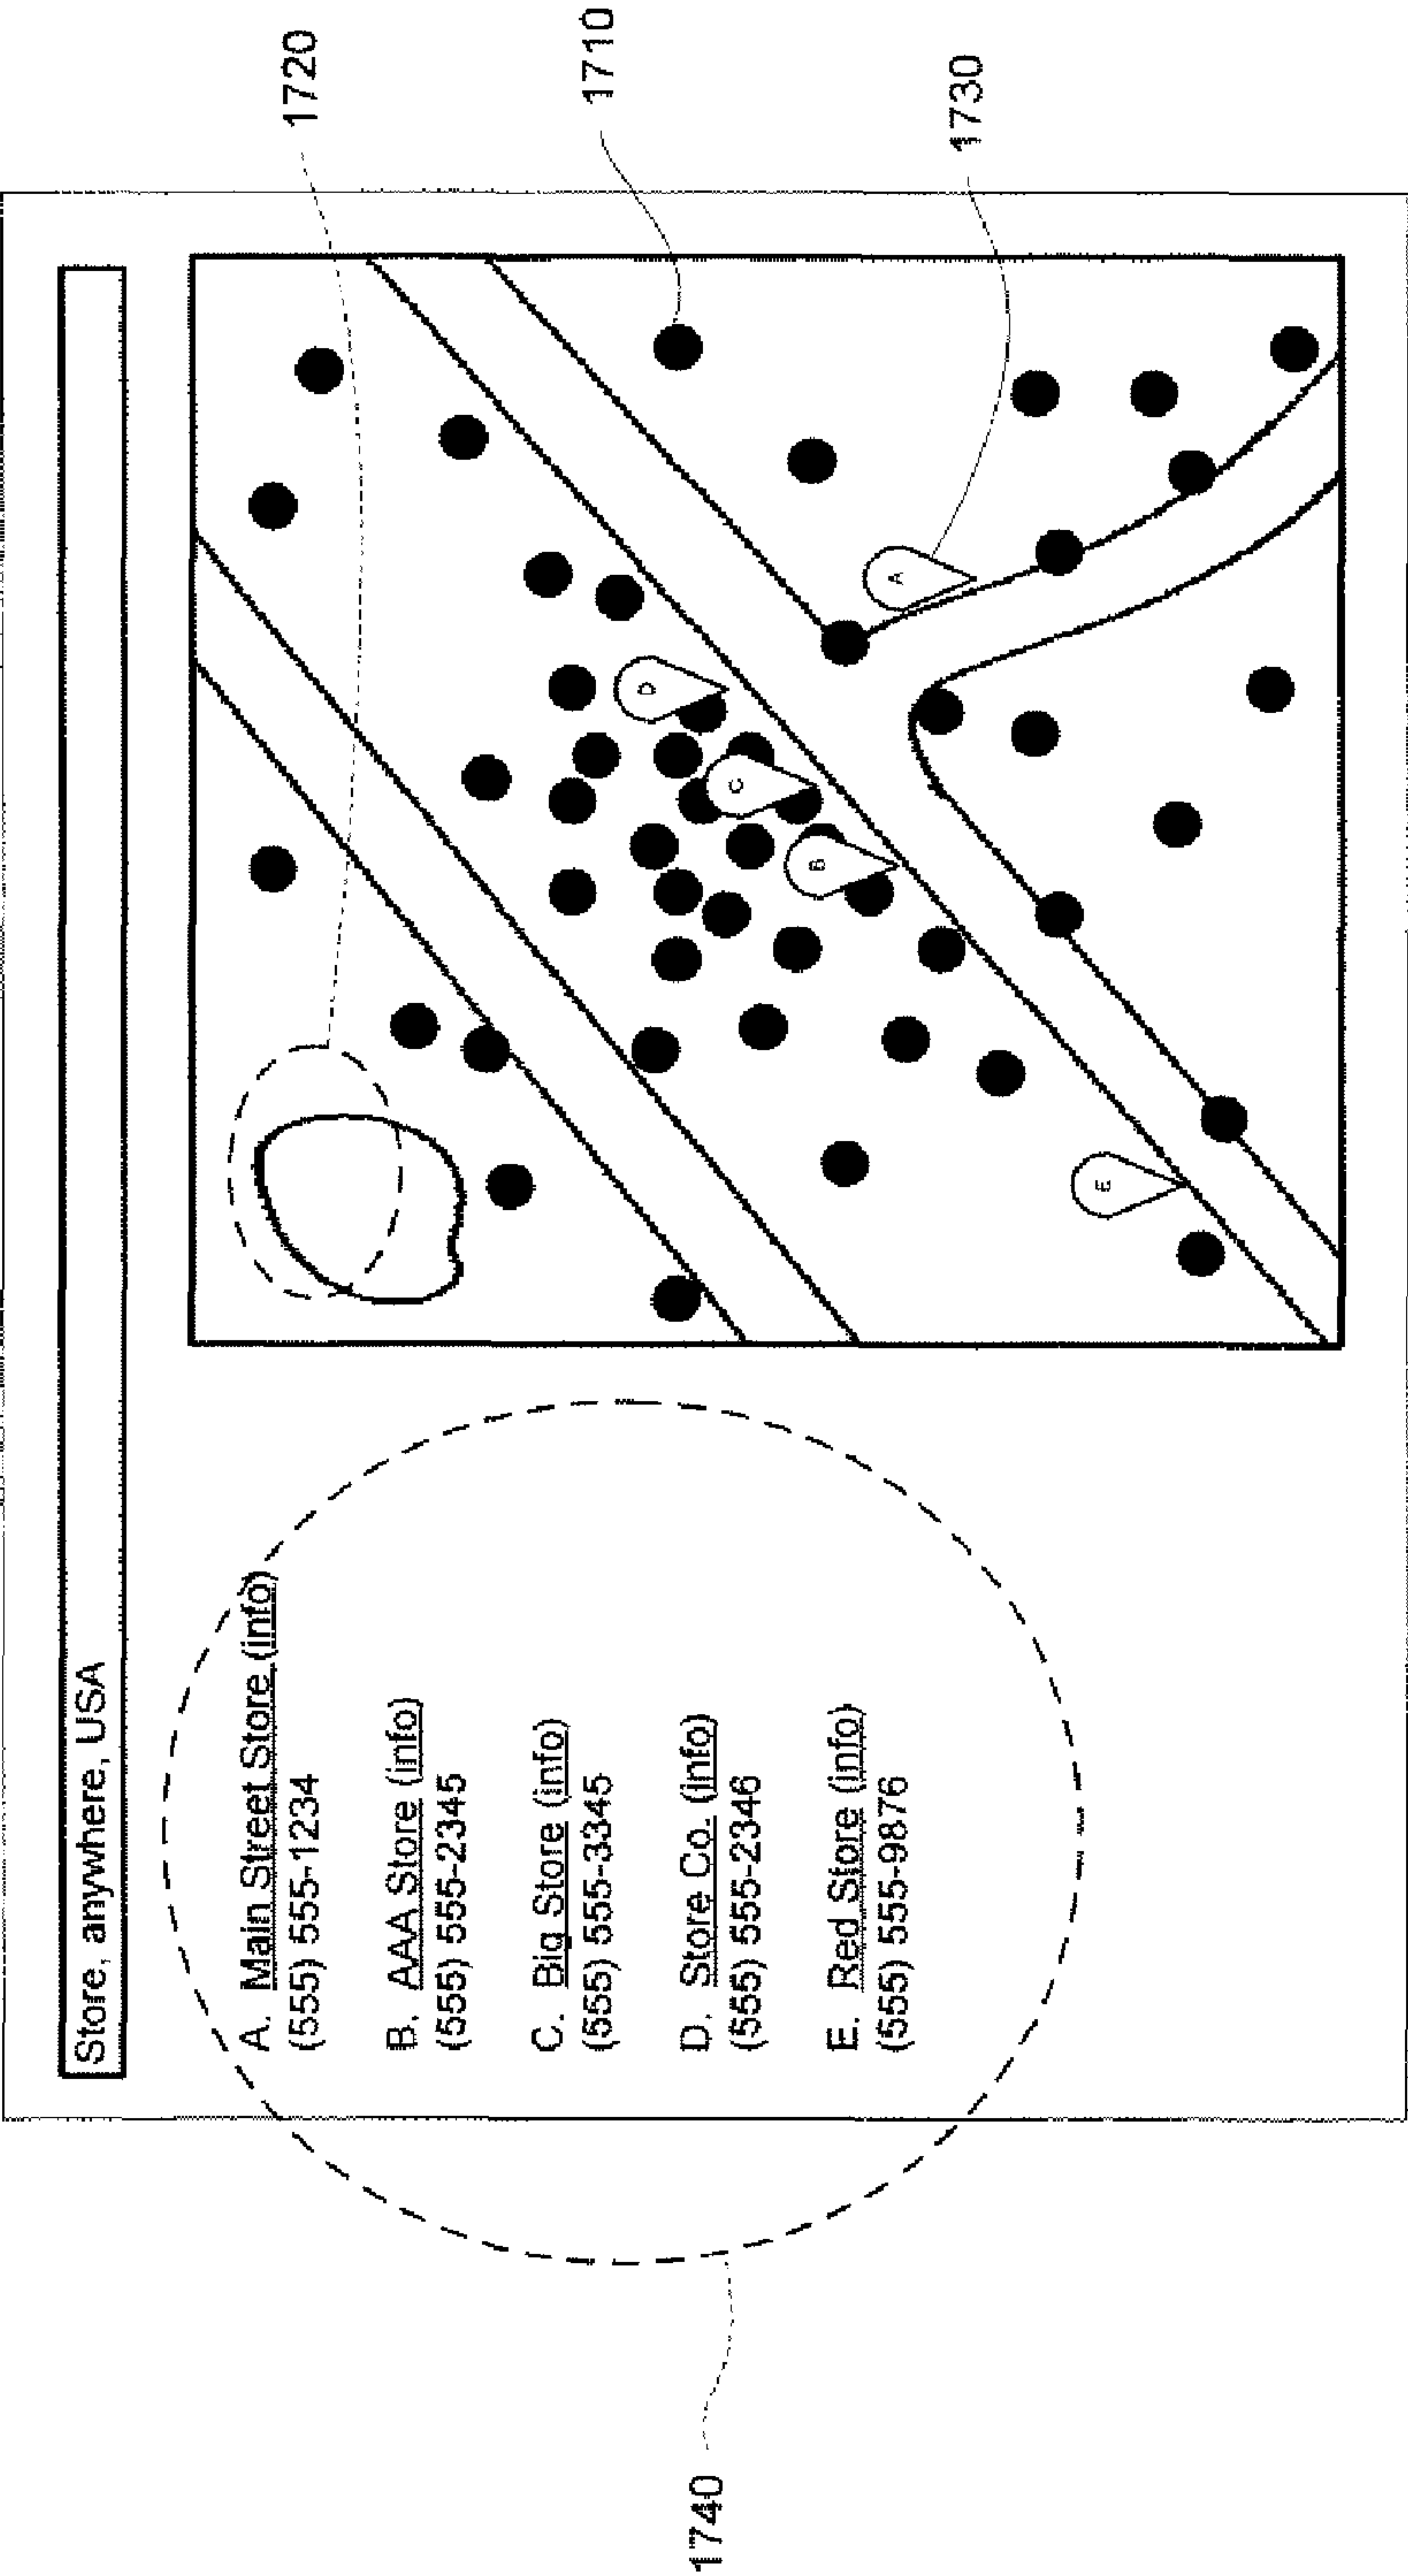 Store, anywhere, USA
A. Main Street Store (info)
(555) 555-1234
B. AAA Store (info)
(555) 555-2345
C. Big Store (info)
(555) 555-3345
D. Store Co. (info)
(555) 555-2346
E. Red Store (info)
(555) 555-9876
1740
1720
1710
1730
D
C
B
A
E